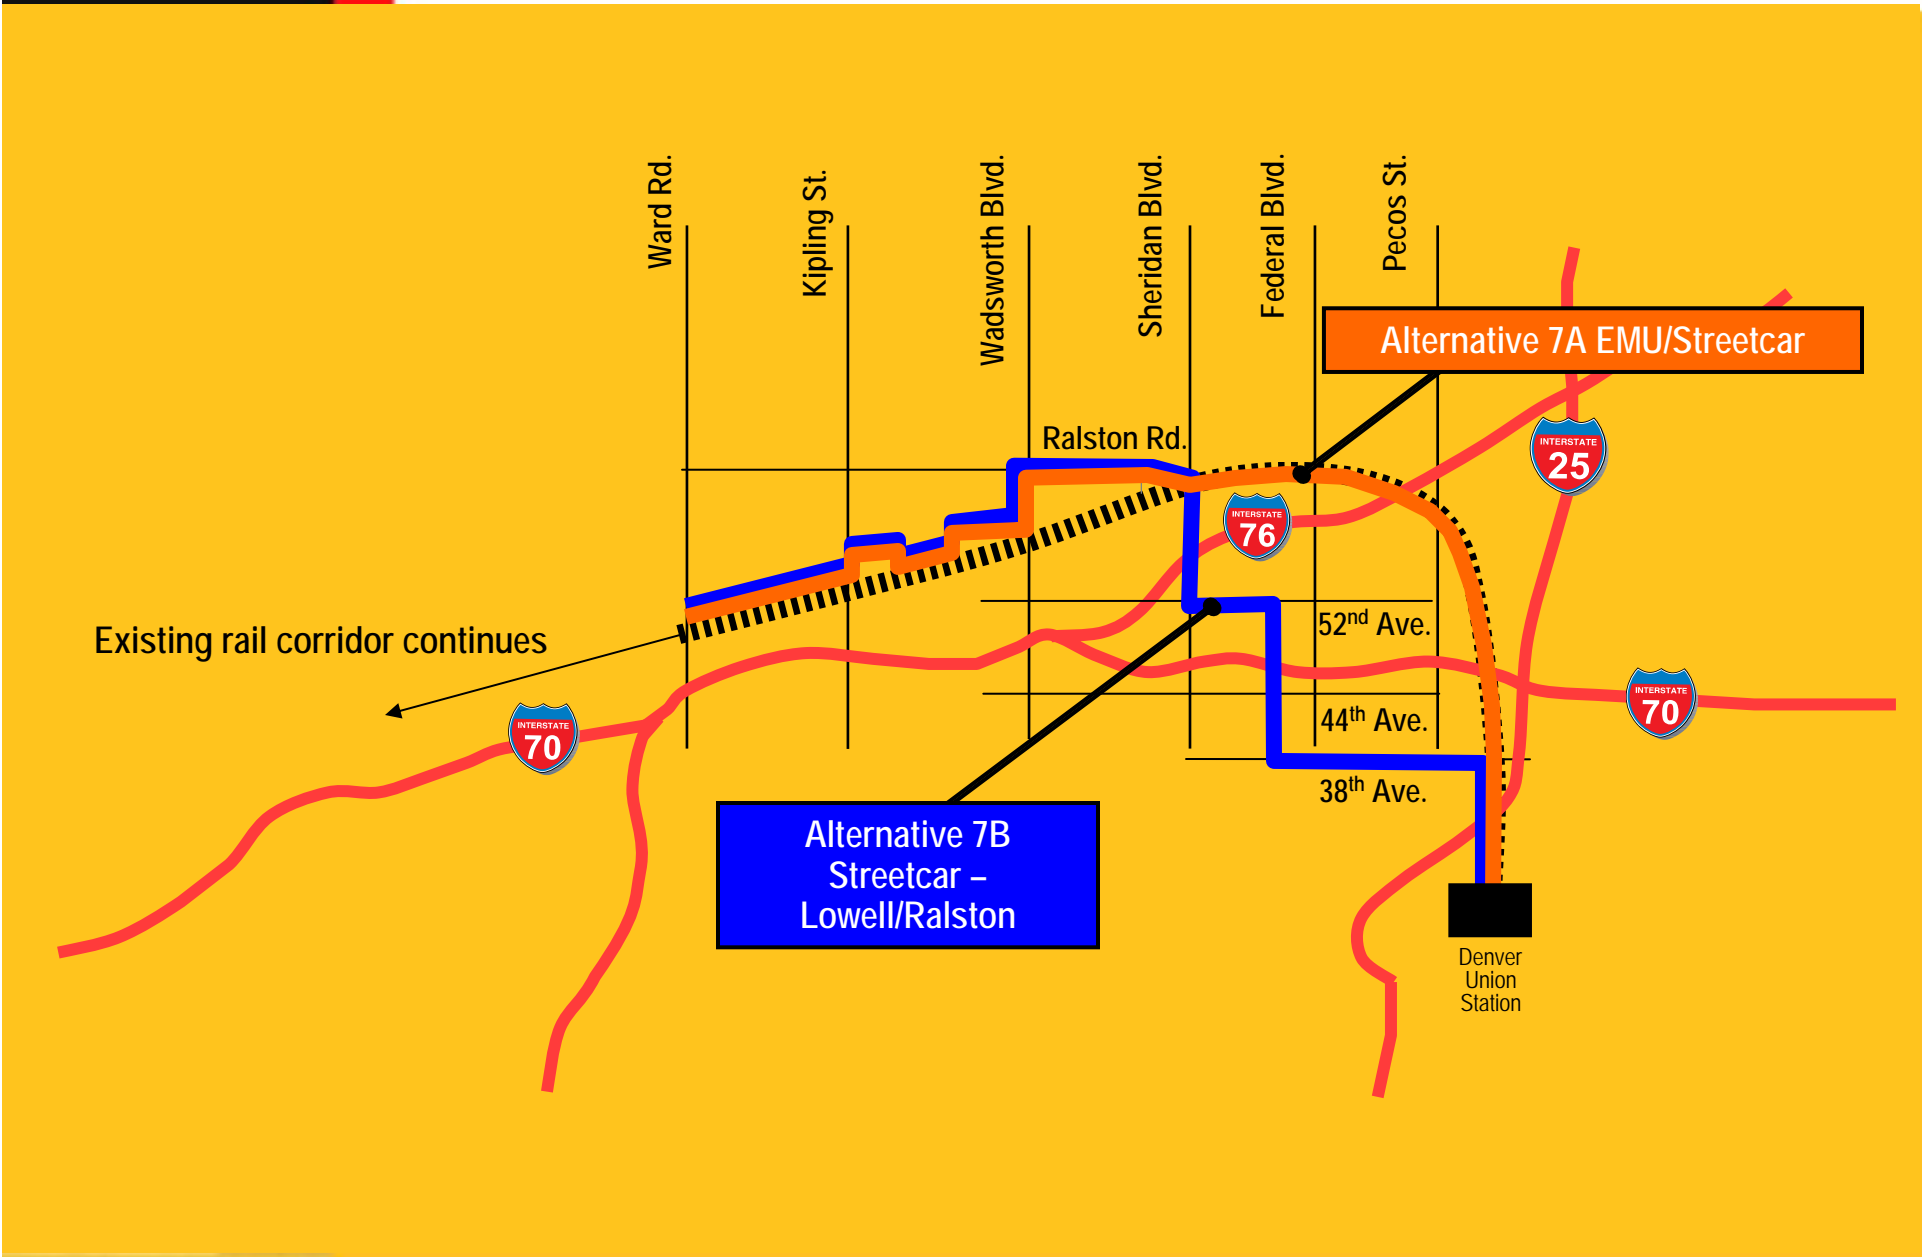 Ward Rd.
Kipling St.
Wadsworth Blvd.
Sheridan Blvd.
Federal Blvd.
Pecos St.
Alternative 7A EMU/Streetcar
Ralston Rd.
INTERSTATE
25
INTERSTATE
76
52nd Ave.
Existing rail corridor continues
INTERSTATE
70
INTERSTATE
70
44th Ave.
38th Ave.
Alternative 7B
Streetcar –
Lowell/Ralston
Denver
Union
Station